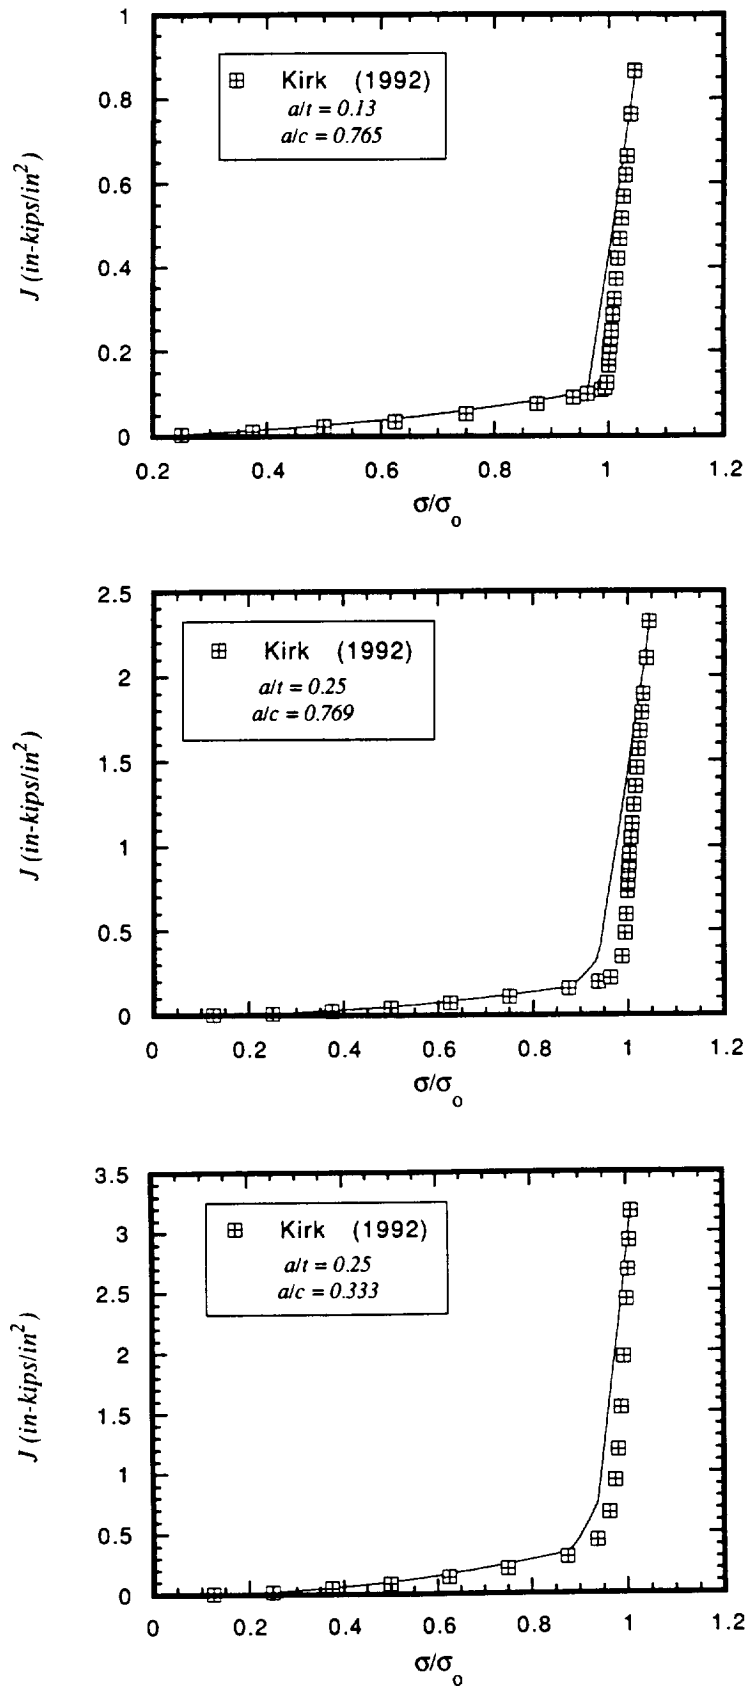 1
Kirk (1992)
a/t = 0.13
a/c = 0.765
0.8
0.6
J (in-kips/in²)
0.4
0.2
0
0.2 0.4 0.6 0.8 1 1.2
σ/σₒ
2.5
Kirk (1992)
a/t = 0.25
a/c = 0.769
2
1.5
J (in-kips/in²)
1
0.5
0
0 0.2 0.4 0.6 0.8 1 1.2
σ/σₒ
3.5
Kirk (1992)
a/t = 0.25
a/c = 0.333
3
2.5
2
J (in-kips/in²)
1.5
1
0.5
0
0 0.2 0.4 0.6 0.8 1 1.2
σ/σₒ